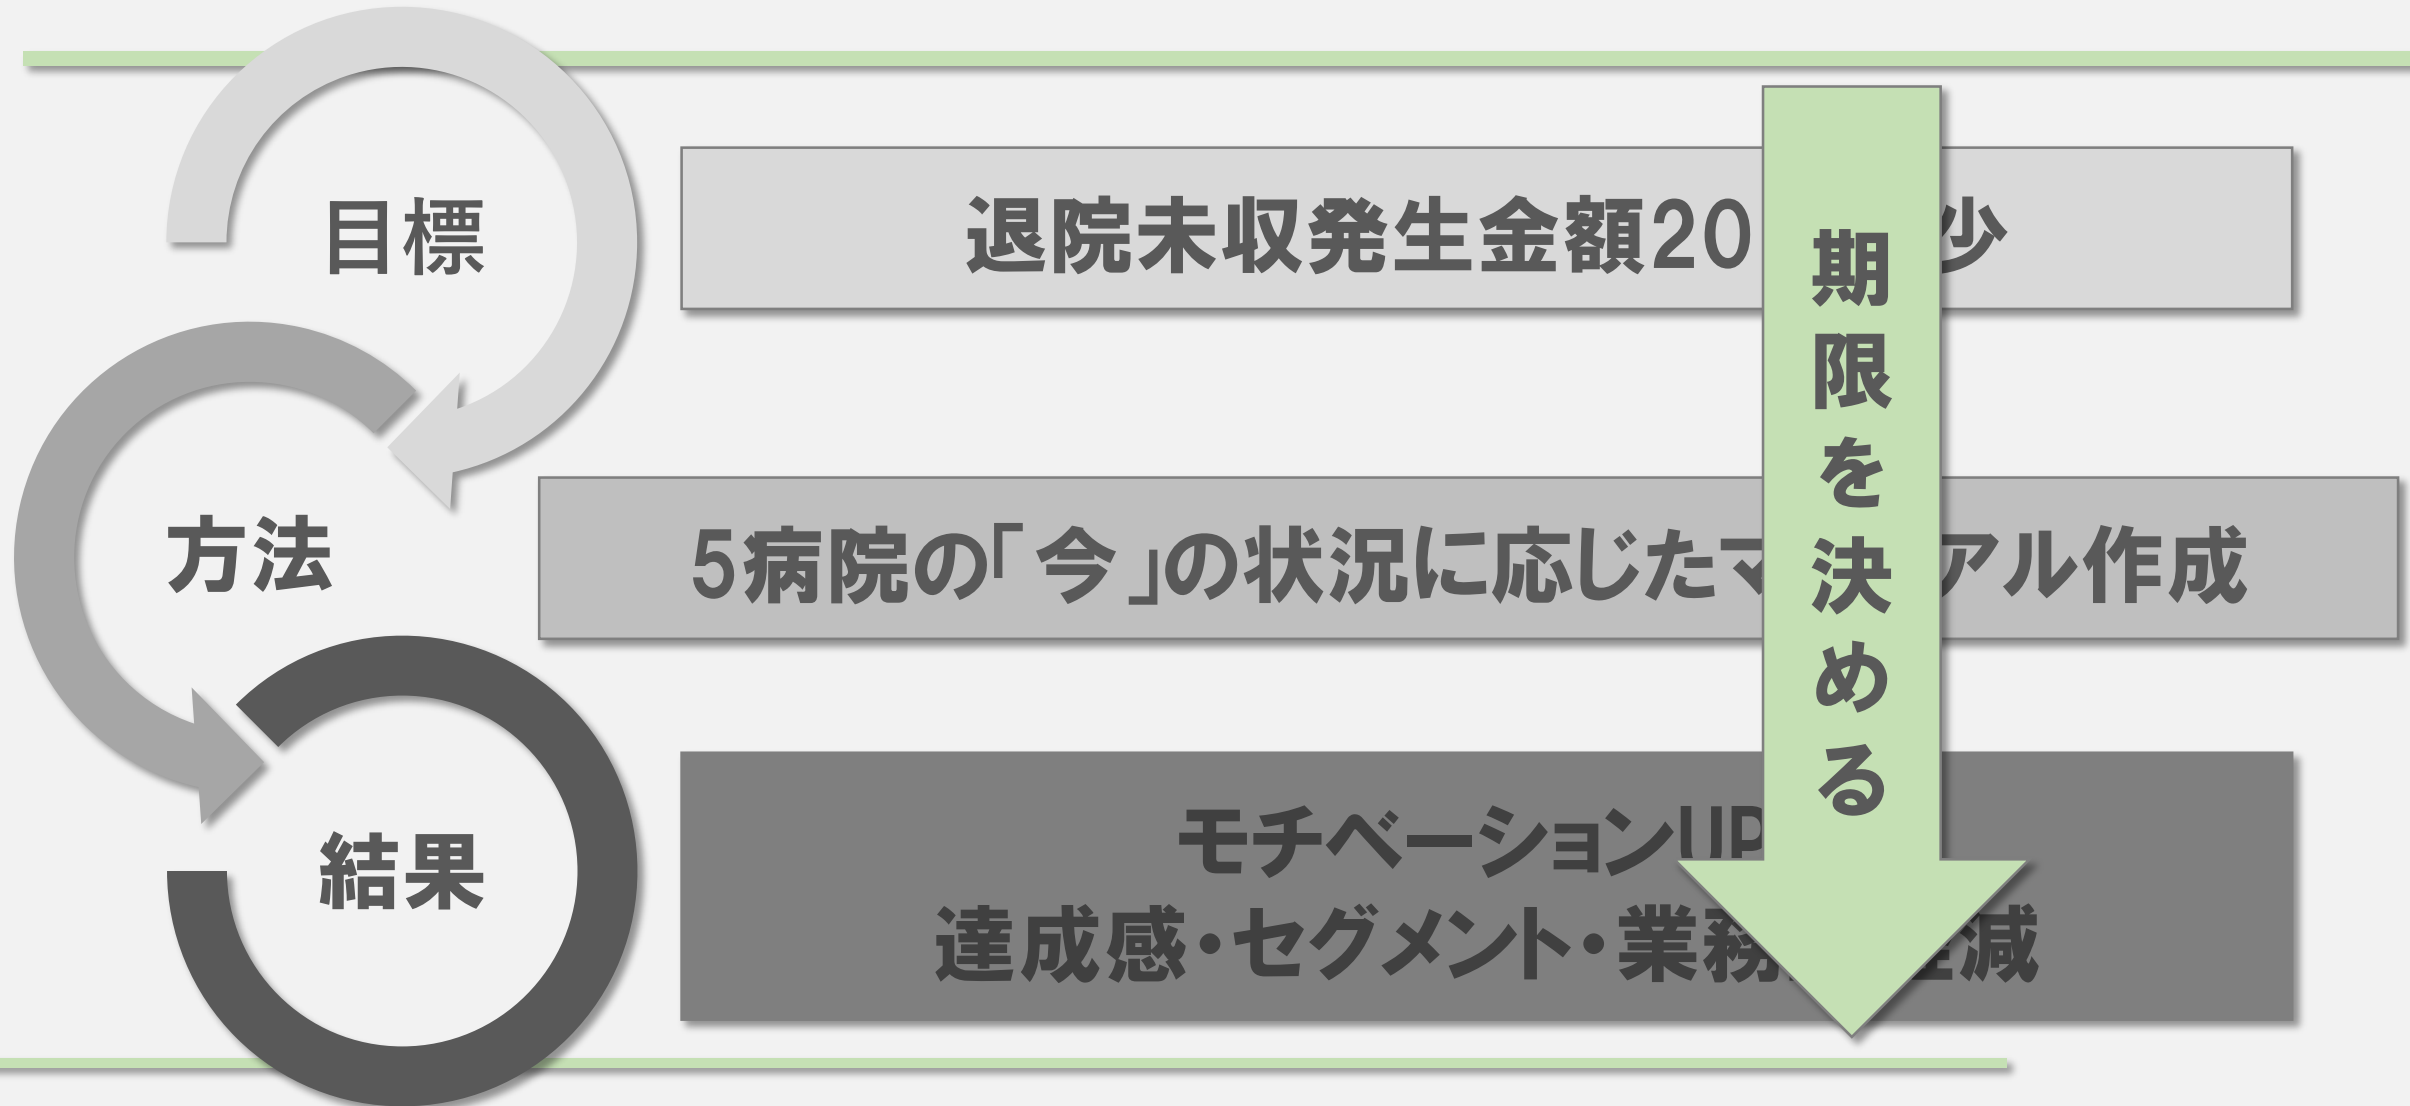 目標
退院未収発生金額20
少
期限を決める
方法
5病院の「今」の状況に応じたマ
アル作成
結果
モチベーションUP
達成感・セグメント・業務
減